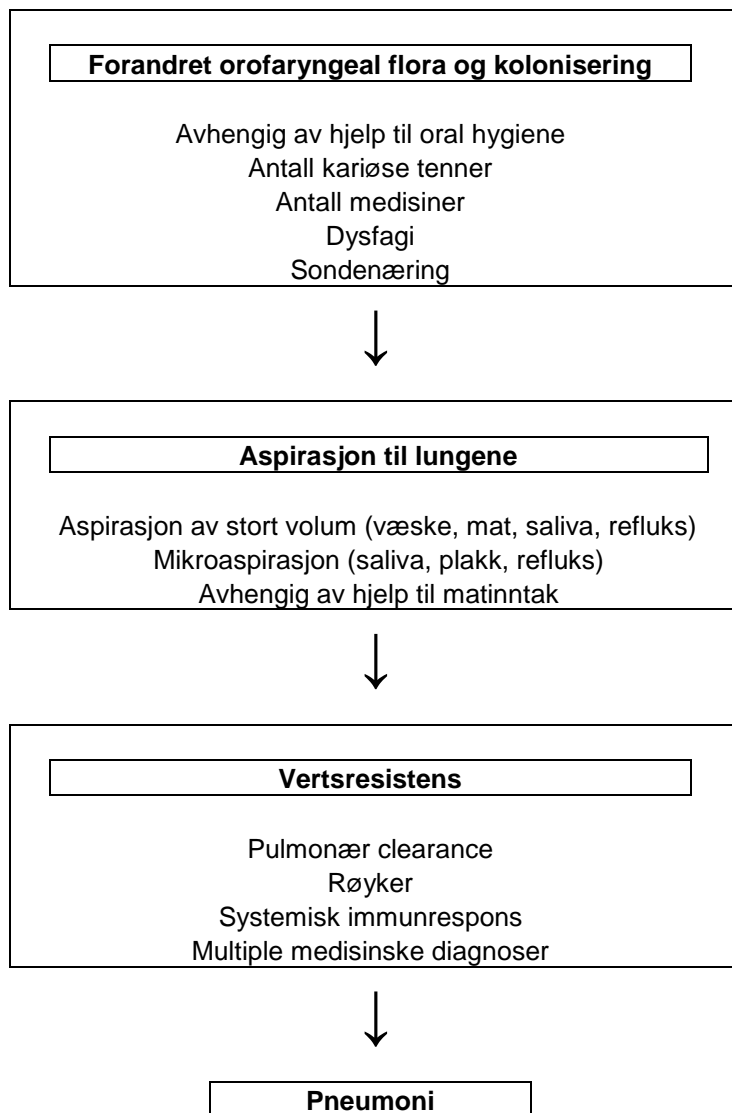 Forandret orofaryngeal flora og kolonisering
Avhengig av hjelp til oral hygiene
Antall kariøse tenner
Antall medisiner
Dysfagi
Sondenæring
Aspirasjon til lungene
Aspirasjon av stort volum (væske, mat, saliva, refluks)
Mikroaspirasjon (saliva, plakk, refluks)
Avhengig av hjelp til matinntak
Vertsresistens
Pulmonær clearance
Røyker
Systemisk immunrespons
Multiple medisinske diagnoser
Pneumoni